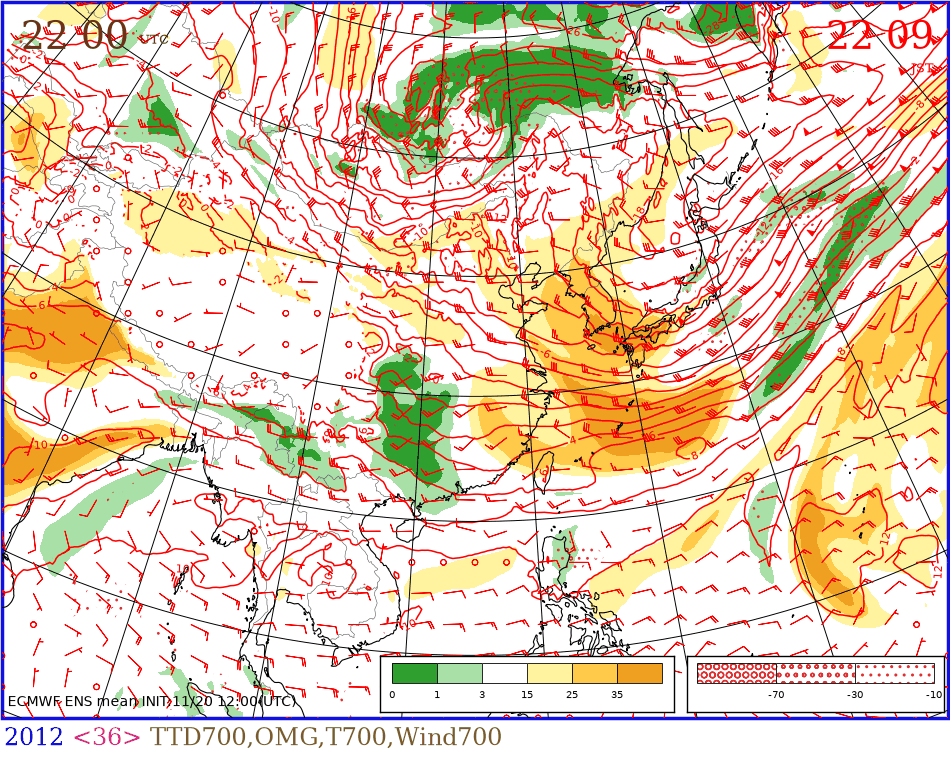 22 00 UTC
22 09
JST
0 1 3 15 25 35
-70 -30 -10
ECMWF ENS mean INIT:11/20 12:00(UTC)
2012 <36> TTD700,OMG,T700,Wind700